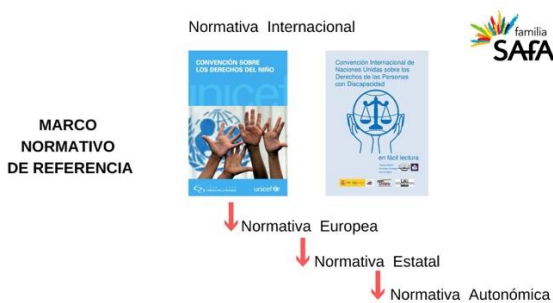 Normativa Internacional
familia
SAFA
CONVENCIÓN SOBRE
LOS DERECHOS DEL NIÑO
unicef
Convención Internacional de
Naciones Unidas sobre los
Derechos de las Personas
con Discapacidad
MARCO
NORMATIVO
DE REFERENCIA
en fácil lectura
unicef
Normativa Europea
Normativa Estatal
Normativa Autonómica